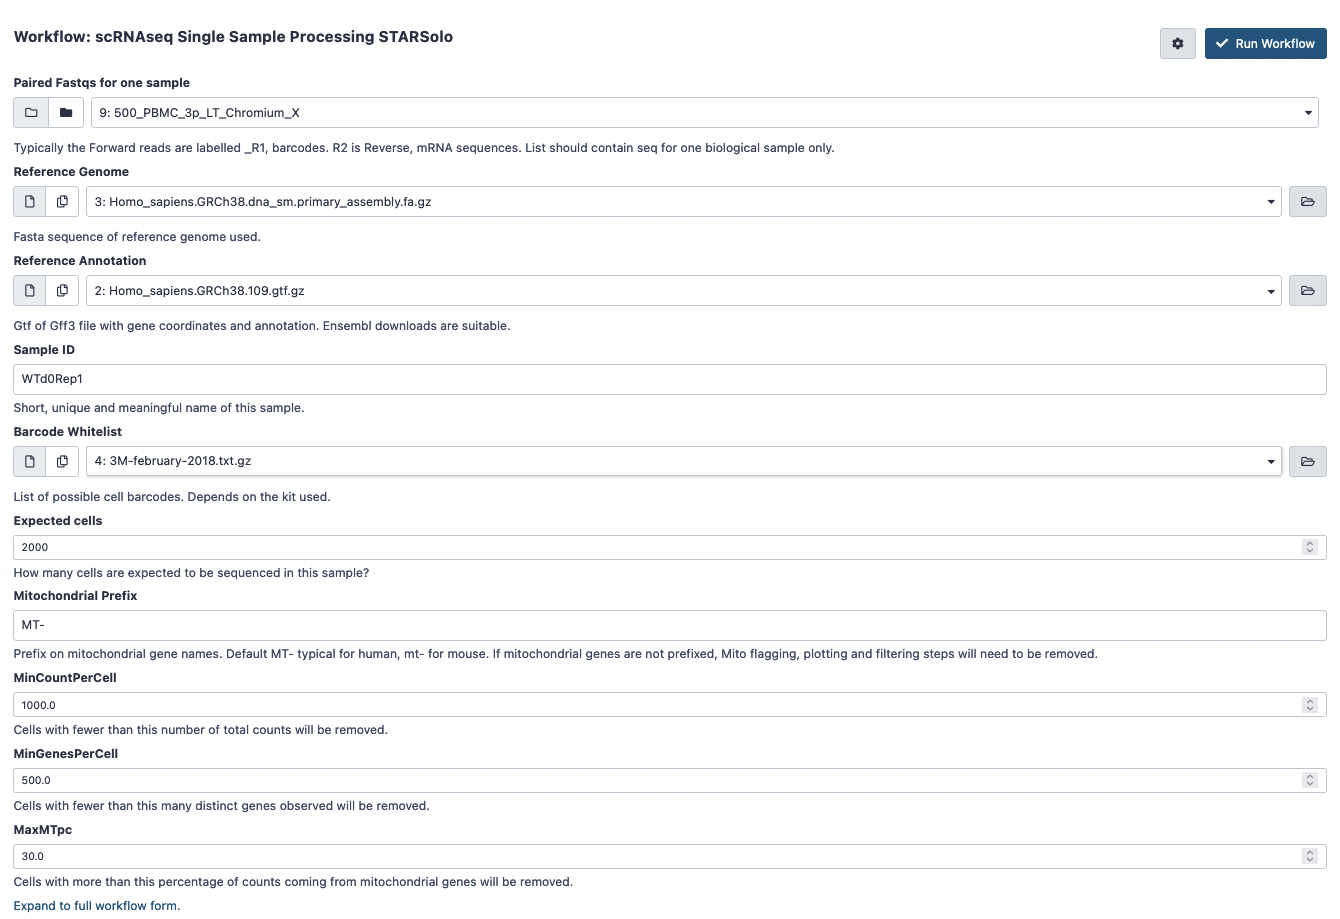 Workflow: scRNAseq Single Sample Processing STARSolo
Run Workflow
Paired Fastqs for one sample
9: 500_PBMC_3p_LT_Chromium_X
Typically the Forward reads are labelled _R1, barcodes. R2 is Reverse, mRNA sequences. List should contain seq for one biological sample only.
Reference Genome
3: Homo_sapiens.GRCh38.dna_sm.primary_assembly.fa.gz
Fasta sequence of reference genome used.
Reference Annotation
2: Homo_sapiens.GRCh38.109.gtf.gz
Gtf of Gff3 file with gene coordinates and annotation. Ensembl downloads are suitable.
Sample ID
WTd0Rep1
Short, unique and meaningful name of this sample.
Barcode Whitelist
4: 3M-february-2018.txt.gz
List of possible cell barcodes. Depends on the kit used.
Expected cells
2000
How many cells are expected to be sequenced in this sample?
Mitochondrial Prefix
MT-
Prefix on mitochondrial gene names. Default MT- typical for human, mt- for mouse. If mitochondrial genes are not prefixed, Mito flagging, plotting and filtering steps will need to be removed.
MinCountPerCell
1000.0
Cells with fewer than this number of total counts will be removed.
MinGenesPerCell
500.0
Cells with fewer than this many distinct genes observed will be removed.
MaxMTpc
30.0
Cells with more than this percentage of counts coming from mitochondrial genes will be removed.
Expand to full workflow form.